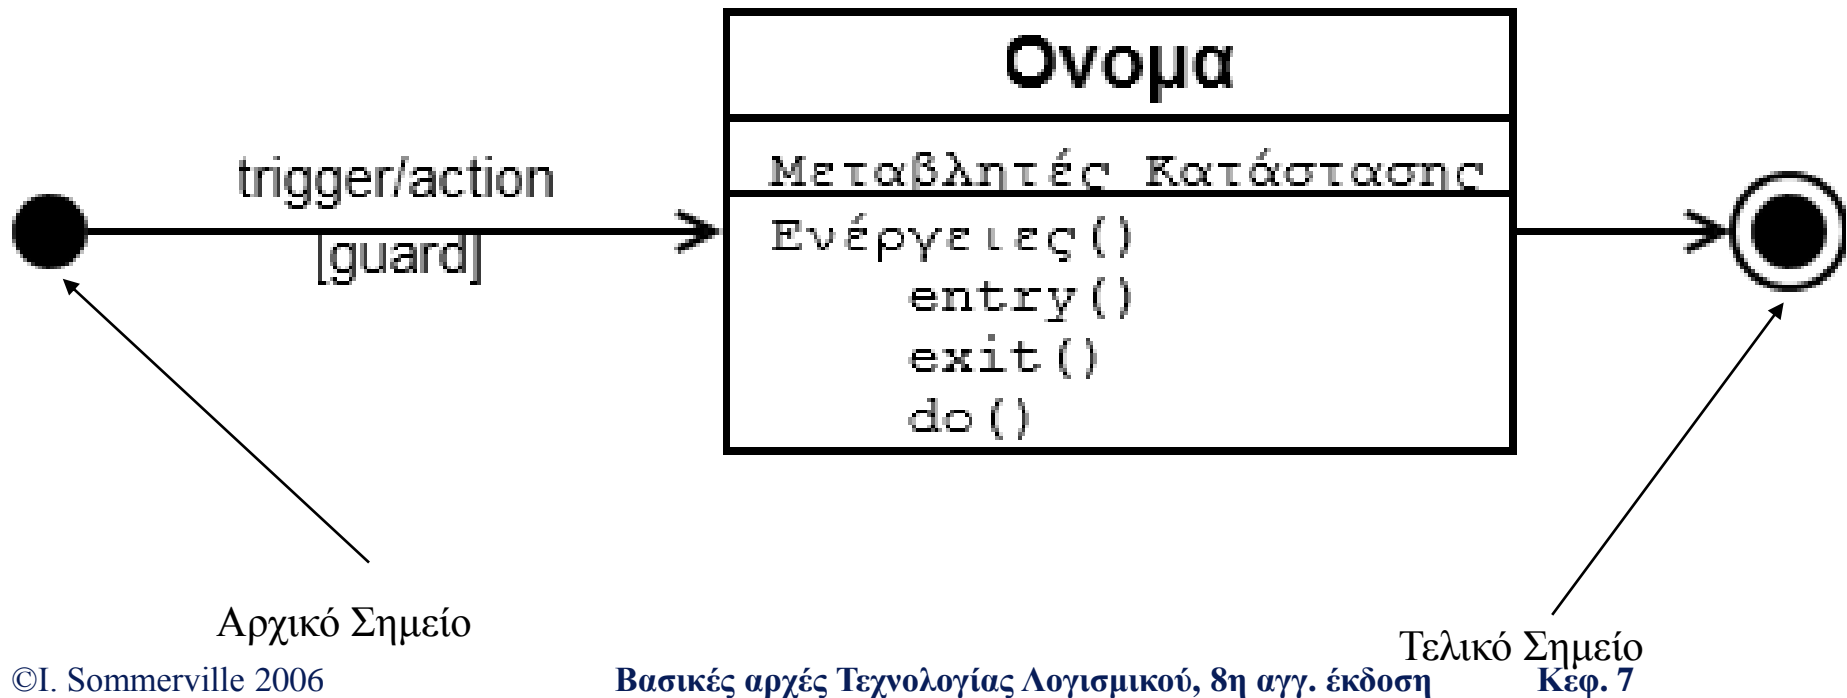 Ονομα
trigger/action
[guard]
Μεταβλητές Κατάστασης
Ενέργειες()
entry()
exit()
do()
Αρχικό Σημείο
Τελικό Σημείο
©I. Sommerville 2006
Βασικές αρχές Τεχνολογίας Λογισμικού, 8η αγγ. έκδοση
Κεφ. 7